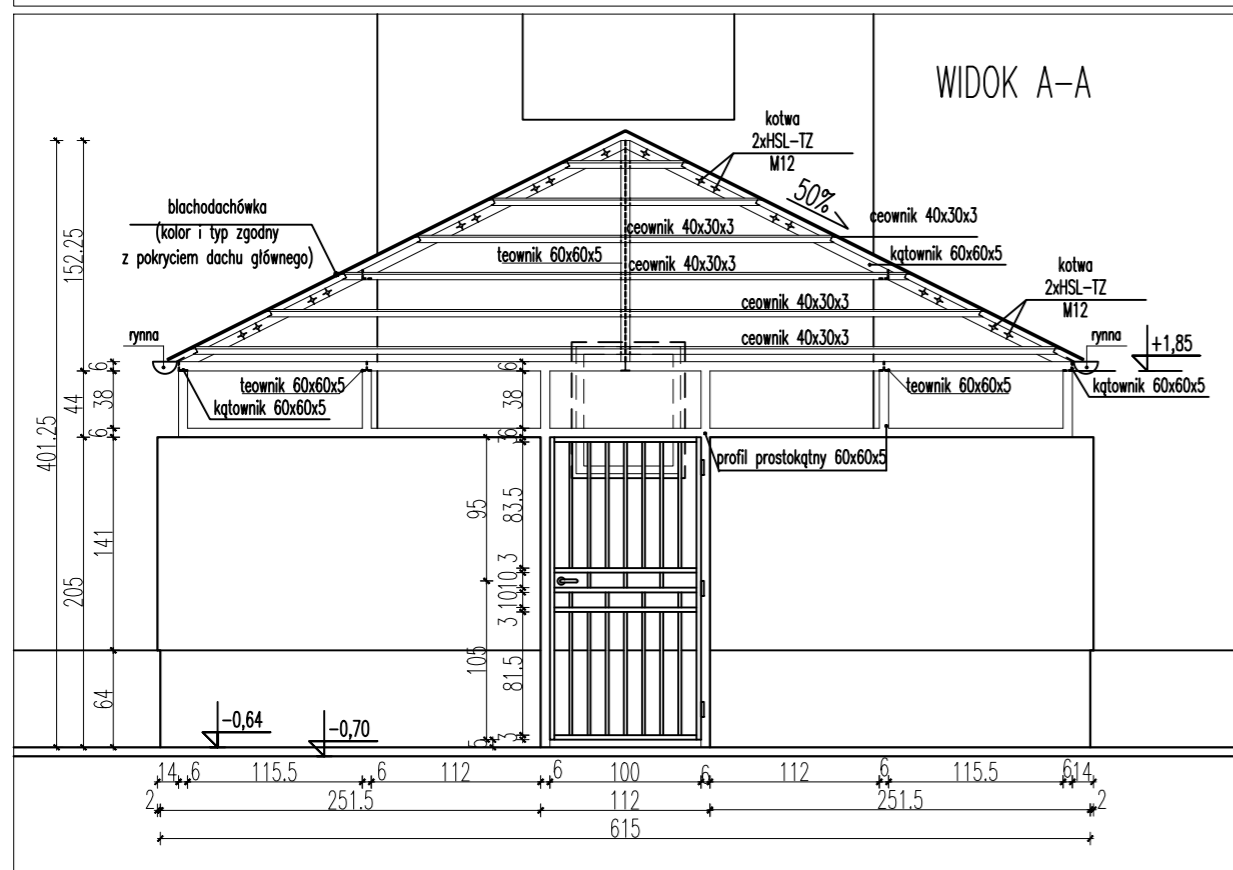 WIDOK A-A
kotwa
2xHSL-TZ
M12
50%
blachodachówka
(kolor i typ zgodny
z pokryciem dachu głównego)
ceownik 40x30x3
ceownik 40x30x3
teownik 60x60x5
ceownik 40x30x3
kątownik 60x60x5
kotwa
2xHSL-TZ
M12
ceownik 40x30x3
ceownik 40x30x3
rynna
rynna
+1,85
teownik 60x60x5
kątownik 60x60x5
teownik 60x60x5
kątownik 60x60x5
profil prostokątny 60x60x5
401.25
152.25
44
205
6
38
6
141
64
6
38
6
95
105
5
3
83.5
3
10
10
3
81.5
3
-0,64
-0,70
14 6 115.5 6 112 6 100 6 112 6 115.5 6 14
2 251.5 112 251.5 2
615